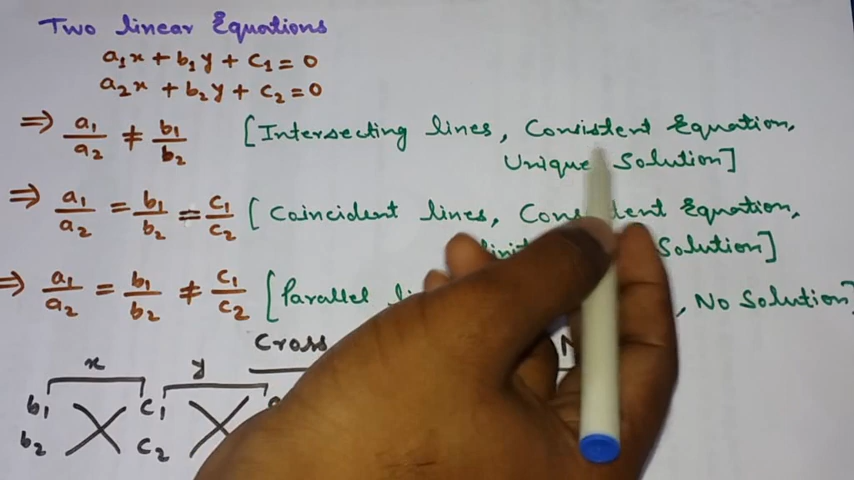 Two linear Equations
a₁x + b₁y + c₁ = 0
a₂x + b₂y + c₂ = 0
⇒ a₁/a₂ ≠ b₁/b₂ [Intersecting lines, Consistent Equation,
Unique Solution]
⇒ a₁/a₂ = b₁/b₂ = c₁/c₂ [Coincident lines, Equation,
Solution]
⇒ a₁/a₂ = b₁/b₂ ≠ c₁/c₂ [Parallel , No Solution]
Cross
x y
b₁ c₁
b₂ c₂